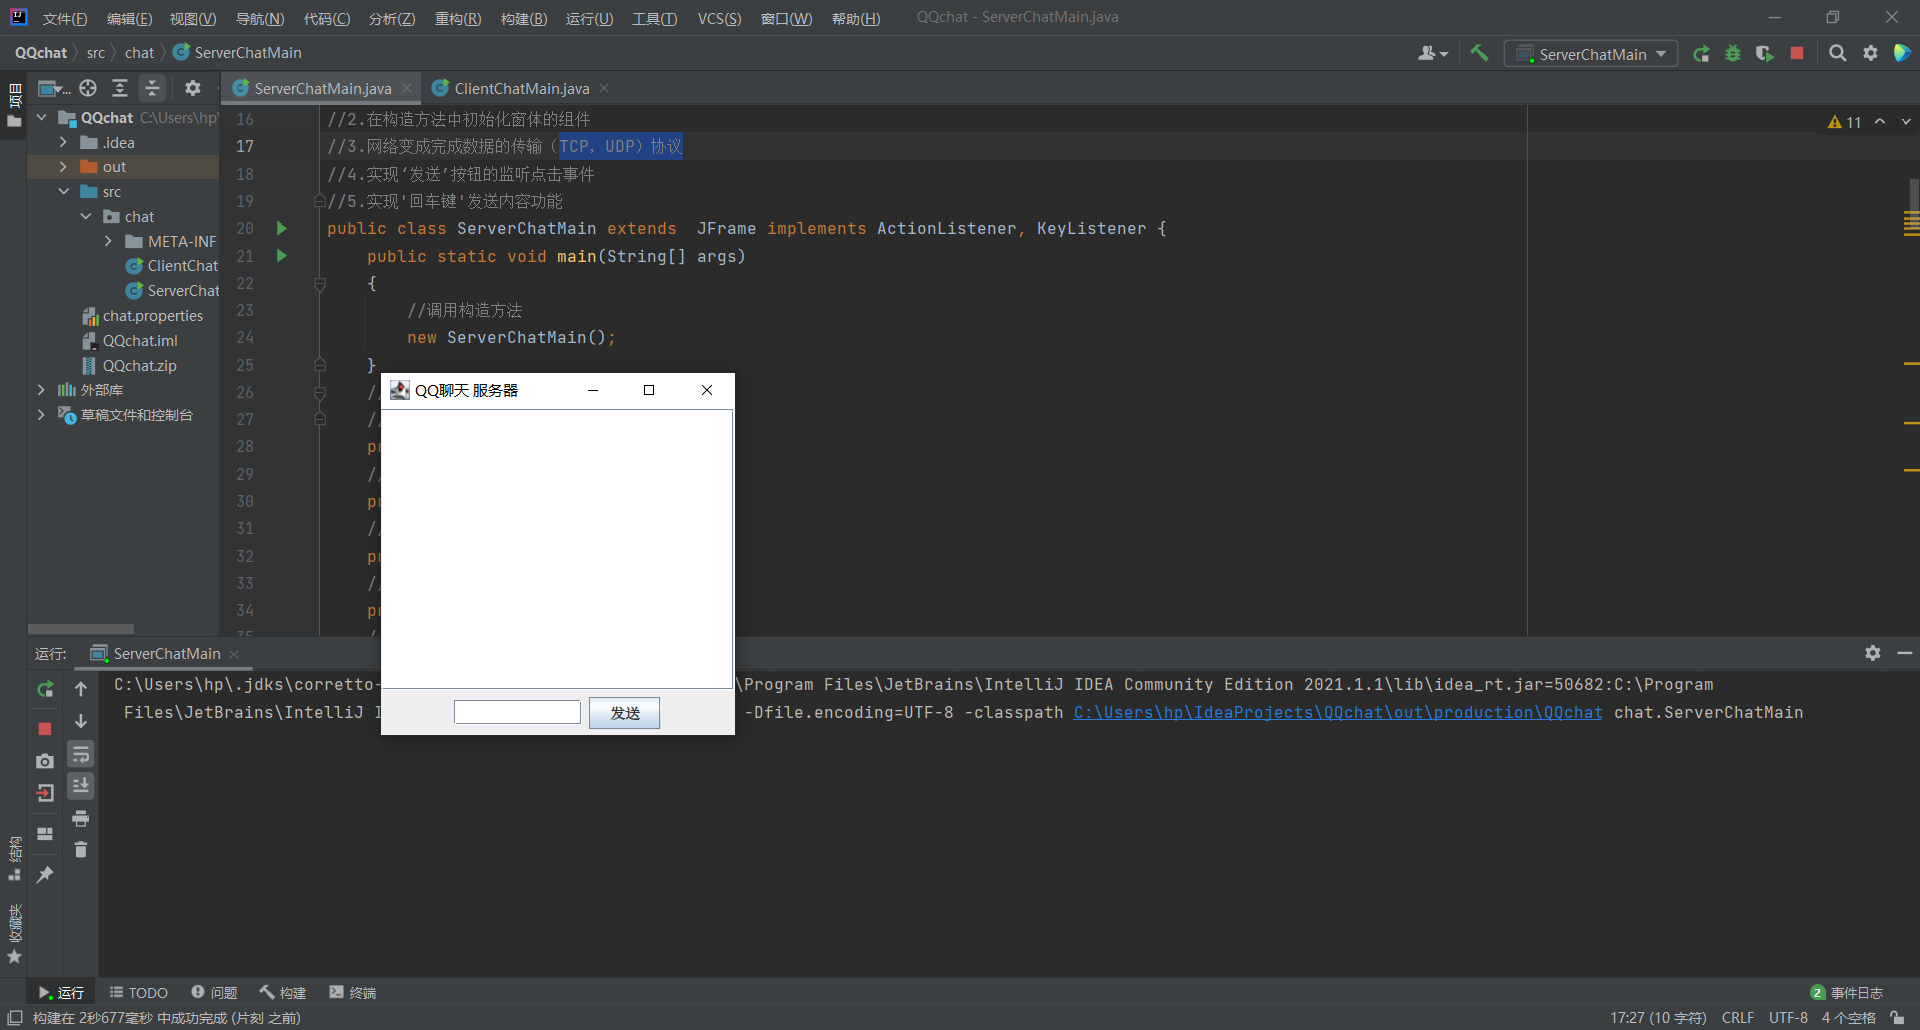 文件(F) 编辑(E) 视图(V) 导航(N) 代码(C) 分析(Z) 重构(R) 构建(B) 运行(U) 工具(T) VCS(S) 窗口(W) 帮助(H) QQchat - ServerChatMain.java
QQchat src chat ServerChatMain
ServerChatMain
项目
...
ServerChatMain.java ClientChatMain.java
QQchat C:\Users\hp\
.idea
out
src
chat
META-INF
ClientChat
ServerChat
chat.properties
QQchat.iml
QQchat.zip
外部库
草稿文件和控制台
11
16 //2.在构造方法中初始化窗体的组件
17 //3.网络变成完成数据的传输（TCP，UDP）协议
18 //4.实现‘发送’按钮的监听点击事件
19 //5.实现'回车键'发送内容功能
20 public class ServerChatMain extends  JFrame implements ActionListener, KeyListener {
21 public static void main(String[] args)
22 {
23 //调用构造方法
24 new ServerChatMain();
25 }
26 //
27 /
28 pr
29 /
30 pr
31 /
32 pr
33 /
34 pr
35
QQ聊天 服务器
发送
运行: ServerChatMain
C:\Users\hp\.jdks\corretto- \Program Files\JetBrains\IntelliJ IDEA Community Edition 2021.1.1\lib\idea_rt.jar=50682:C:\Program
Files\JetBrains\IntelliJ I -Dfile.encoding=UTF-8 -classpath C:\Users\hp\IdeaProjects\QQchat\out\production\QQchat chat.ServerChatMain
结构
收藏夹
运行 TODO 问题 构建 终端 2 事件日志
构建在 2秒677毫秒 中成功完成 (片刻 之前) 17:27 (10 字符) CRLF UTF-8 4 个空格